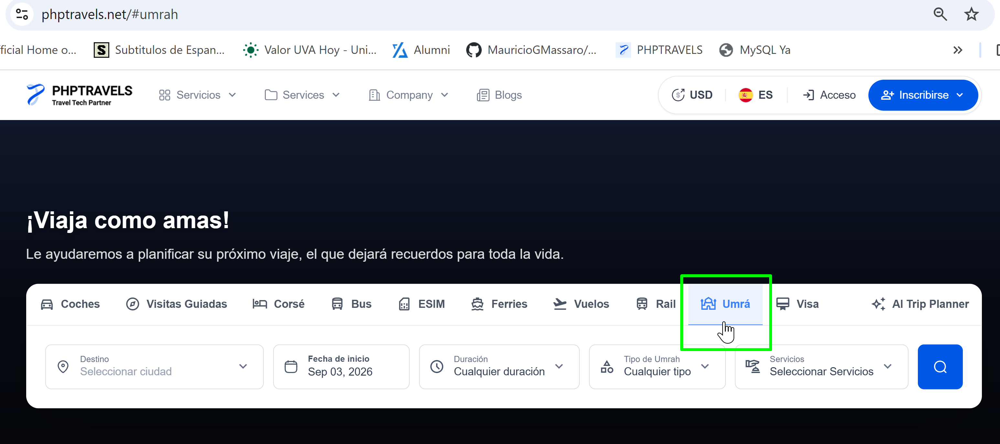 phptravels.net/#umrah
fficial Home o... Subtitulos de Espan... Valor UVA Hoy - Uni... Alumni MauricioGMassaro/... PHPTRAVELS MySQL Ya
PHPTRAVELS
Travel Tech Partner
Servicios Services Company Blogs USD ES Acceso Inscribirse
¡Viaja como amas!
Le ayudaremos a planificar su próximo viaje, el que dejará recuerdos para toda la vida.
Coches Visitas Guiadas Corsé Bus ESIM Ferries Vuelos Rail Umrá Visa AI Trip Planner
Destino Fecha de inicio Duración Tipo de Umrah Servicios
Seleccionar ciudad Sep 03, 2026 Cualquier duración Cualquier tipo Seleccionar Servicios